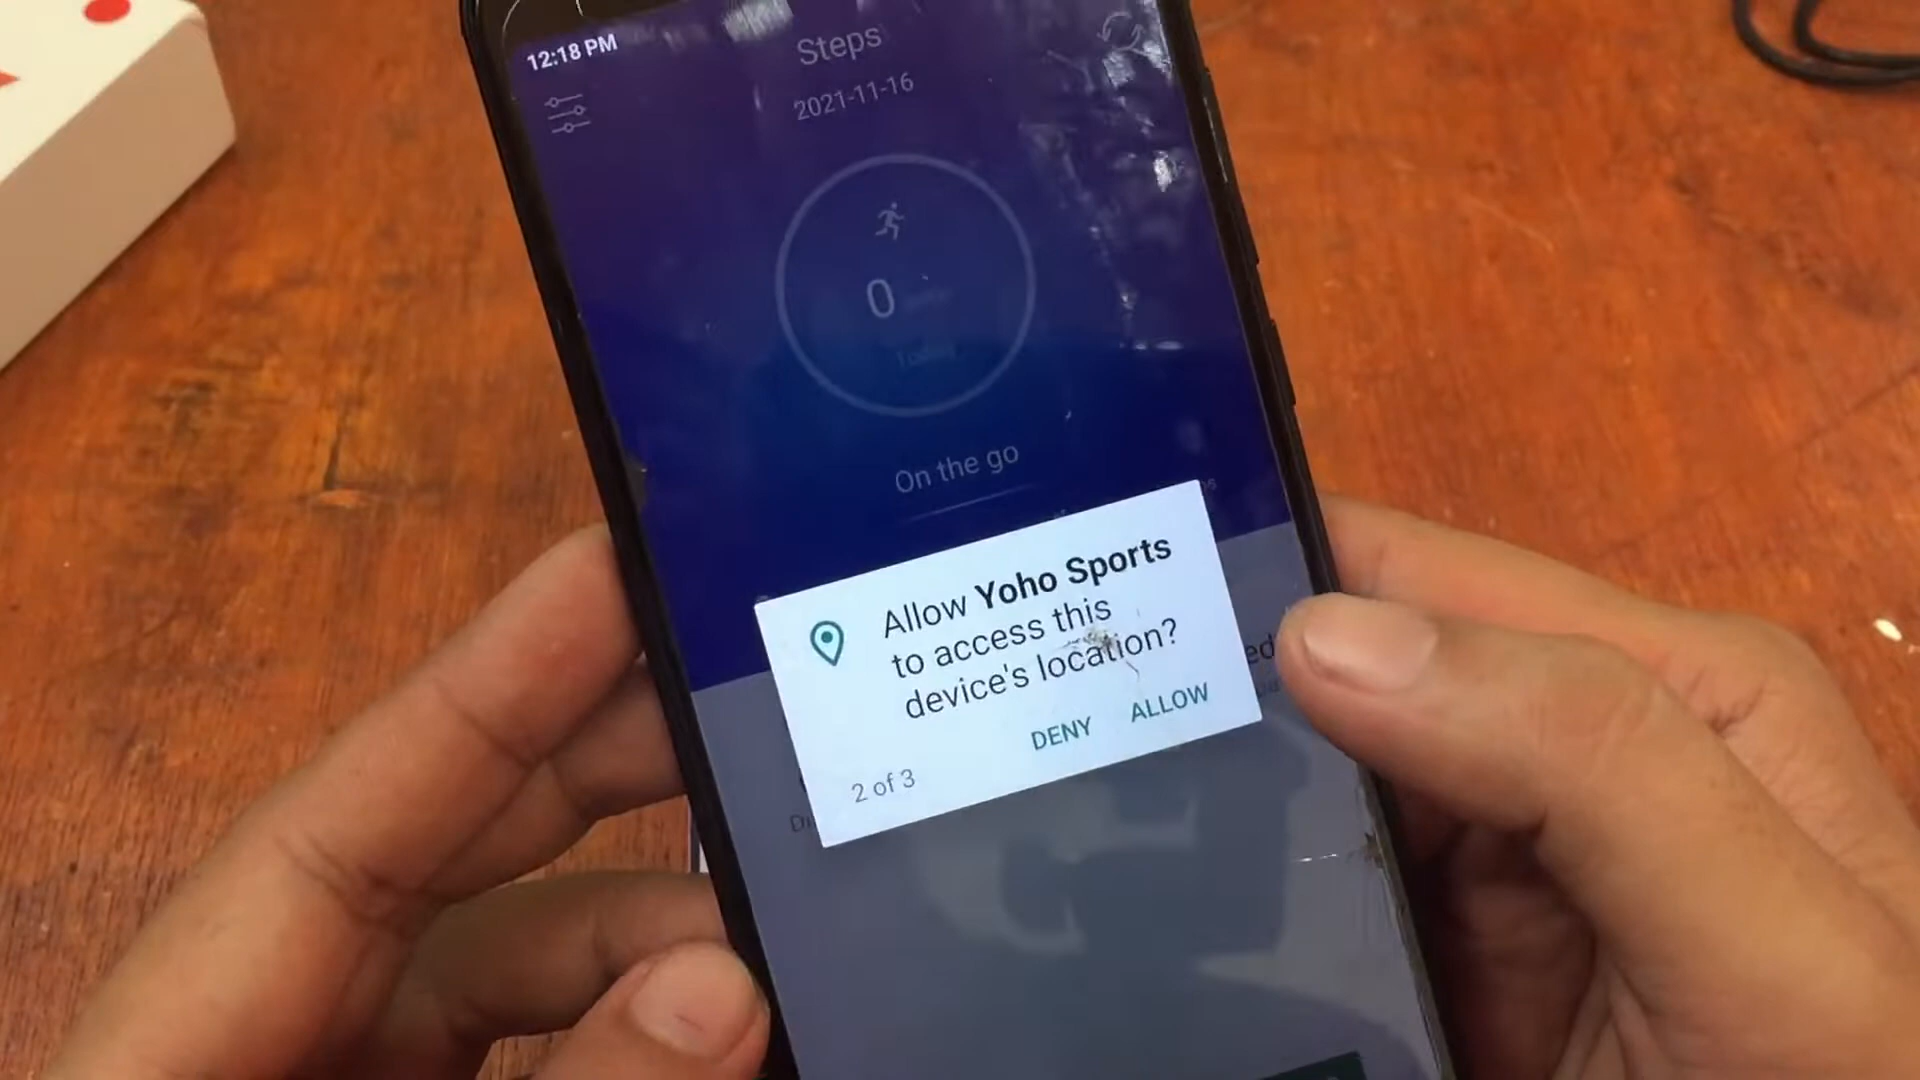 12:18 PM
Steps
2021-11-16
0
Today
On the go
Allow Yoho Sports
to access this
device's location?
DENY ALLOW
2 of 3